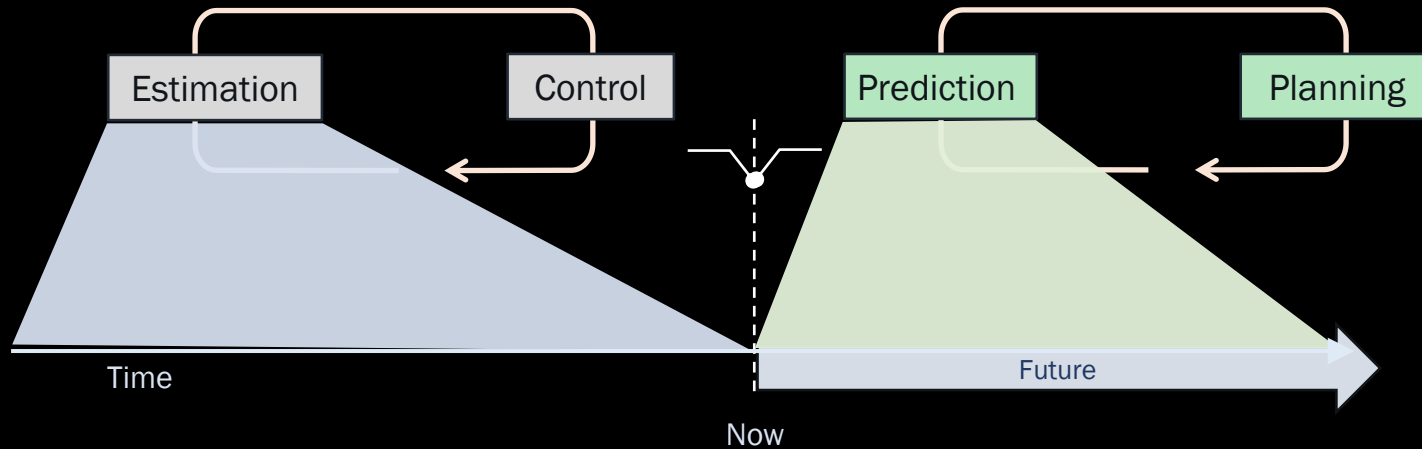 Estimation
Control
Prediction
Planning
Time
Future
Now